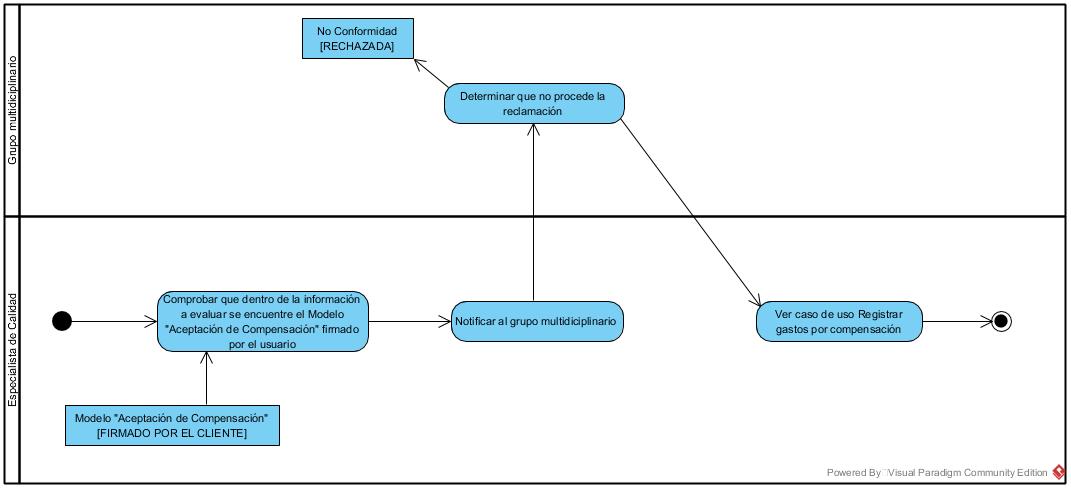 Grupo multidiciplinario
No Conformidad
[RECHAZADA]
Determinar que no procede la
reclamación
Especialista de Calidad
Comprobar que dentro de la información
a evaluar se encuentre el Modelo
"Aceptación de Compensación" firmado
por el usuario
Notificar al grupo multidiciplinario
Ver caso de uso Registrar
gastos por compensación
Modelo "Aceptación de Compensación"
[FIRMADO POR EL CLIENTE]
Powered By Visual Paradigm Community Edition